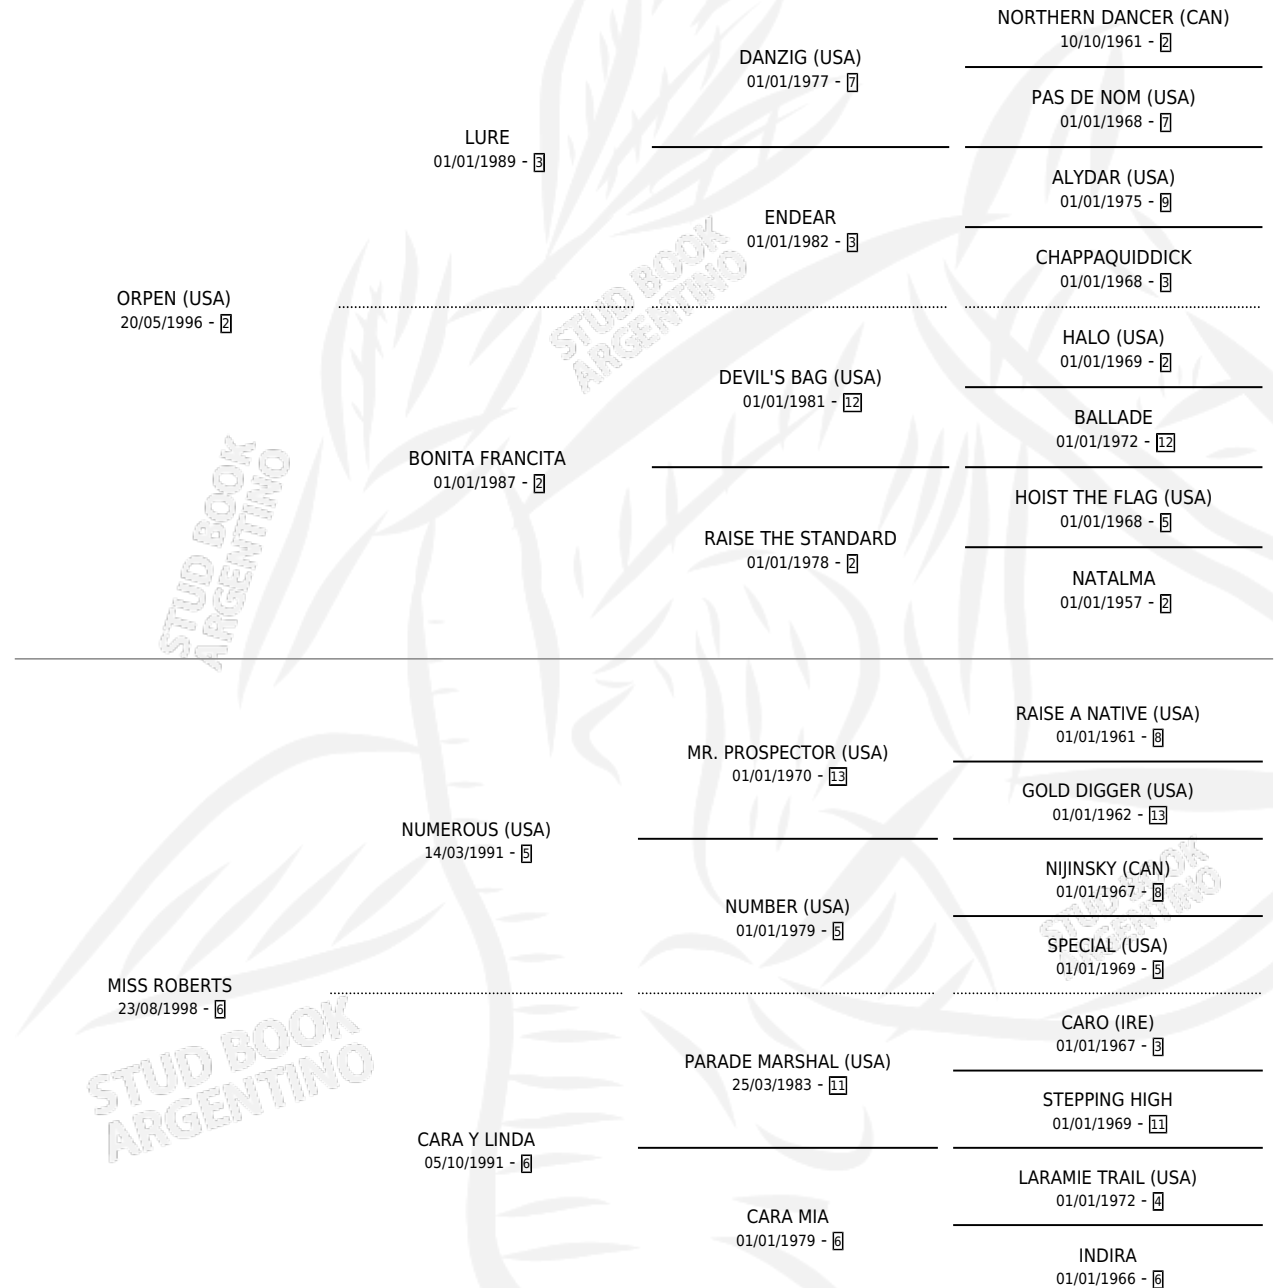 NORTHERN DANCER (CAN)
10/10/1961 - 2
DANZIG (USA)
01/01/1977 - 7
PAS DE NOM (USA)
01/01/1968 - 7
LURE
01/01/1989 - 3
ALYDAR (USA)
01/01/1975 - 9
ENDEAR
01/01/1982 - 3
CHAPPAQUIDDICK
01/01/1968 - 3
ORPEN (USA)
20/05/1996 - 2
HALO (USA)
01/01/1969 - 2
DEVIL'S BAG (USA)
01/01/1981 - 12
BALLADE
01/01/1972 - 12
BONITA FRANCITA
01/01/1987 - 2
HOIST THE FLAG (USA)
01/01/1968 - 5
RAISE THE STANDARD
01/01/1978 - 2
NATALMA
01/01/1957 - 2
RAISE A NATIVE (USA)
01/01/1961 - 8
MR. PROSPECTOR (USA)
01/01/1970 - 13
GOLD DIGGER (USA)
01/01/1962 - 13
NUMEROUS (USA)
14/03/1991 - 5
NIJINSKY (CAN)
01/01/1967 - 8
NUMBER (USA)
01/01/1979 - 5
SPECIAL (USA)
01/01/1969 - 5
MISS ROBERTS
23/08/1998 - 6
CARO (IRE)
01/01/1967 - 3
PARADE MARSHAL (USA)
25/03/1983 - 11
STEPPING HIGH
01/01/1969 - 11
CARA Y LINDA
05/10/1991 - 6
LARAMIE TRAIL (USA)
01/01/1972 - 4
CARA MIA
01/01/1979 - 6
INDIRA
01/01/1966 - 6
STUD BOOK
ARGENTINO
STUD BOOK
ARGENTINO
STUD BOOK
ARGENTINO
STUD BOOK
ARGENTINO